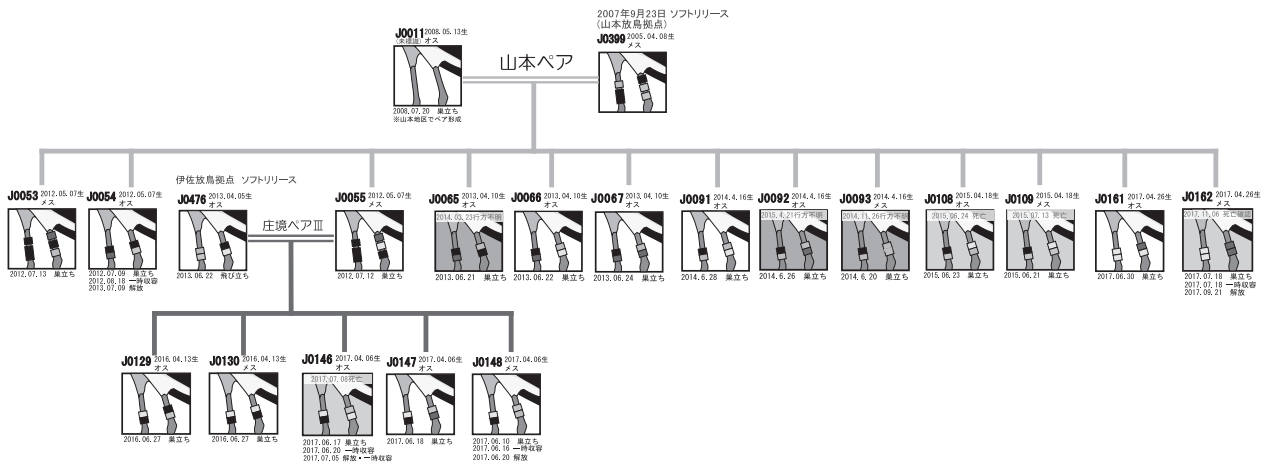 2007年9月23日 ソフトリリース
(山本放鳥拠点)
J0011 2008.05.13生
(未標識) オス
2008.07.20 巣立ち
※山本地区でペア形成
山本ペア
J0399 2005.04.08生
メス
J0053 2012.05.07生
メス
2012.07.13 巣立ち
J0054 2012.05.07生
オス
2012.07.09 巣立ち
2012.08.18 一時収容
2013.07.09 解放
伊佐放鳥拠点 ソフトリリース
J0476 2013.04.05生
オス
2013.06.22 飛び立ち
庄境ペアⅢ
J0055 2012.05.07生
メス
2012.07.12 巣立ち
J0065 2013.04.10生
オス
2014.03.23行方不明
2013.06.21 巣立ち
J0066 2013.04.10生
オス
2013.06.22 巣立ち
J0067 2013.04.10生
オス
2013.06.24 巣立ち
J0091 2014.4.16生
オス
2014.6.28 巣立ち
J0092 2014.4.16生
オス
2015.4.21行方不明
2014.6.26 巣立ち
J0093 2014.4.16生
メス
2014.11.26行方不明
2014.6.20 巣立ち
J0108 2015.04.18生
オス
2015.06.24 死亡
2015.06.23 巣立ち
J0109 2015.04.18生
メス
2015.07.13 死亡
2015.06.21 巣立ち
J0161 2017.04.26生
オス
2017.06.30 巣立ち
J0162 2017.04.26生
メス
2017.11.06 死亡確認
2017.07.18 巣立ち
2017.07.18 一時収容
2017.09.21 解放
J0129 2016.04.13生
オス
2016.06.27 巣立ち
J0130 2016.04.13生
メス
2016.06.27 巣立ち
J0146 2017.04.06生
オス
2017.07.06死亡
2017.06.17 巣立ち
2017.06.20 一時収容
2017.07.05 解放・一時収容
J0147 2017.04.06生
オス
2017.06.18 巣立ち
J0148 2017.04.06生
メス
2017.06.10 巣立ち
2017.06.16 一時収容
2017.06.20 解放